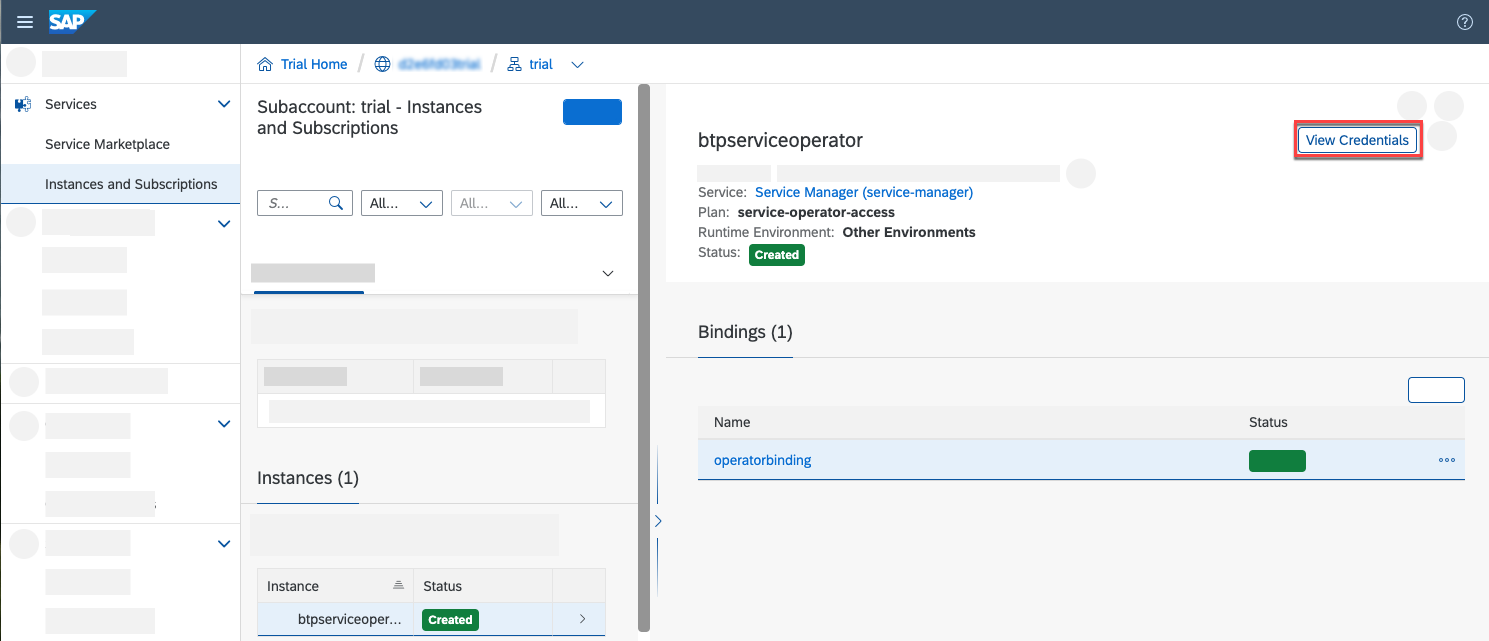 SAP
Trial Home / / trial
Services
Service Marketplace
Instances and Subscriptions
Subaccount: trial - Instances
and Subscriptions
S... All... All... All...
Instances (1)
Instance Status
btpserviceoper... Created
btpserviceoperator
View Credentials
Service: Service Manager (service-manager)
Plan: service-operator-access
Runtime Environment: Other Environments
Status: Created
Bindings (1)
Name Status
operatorbinding